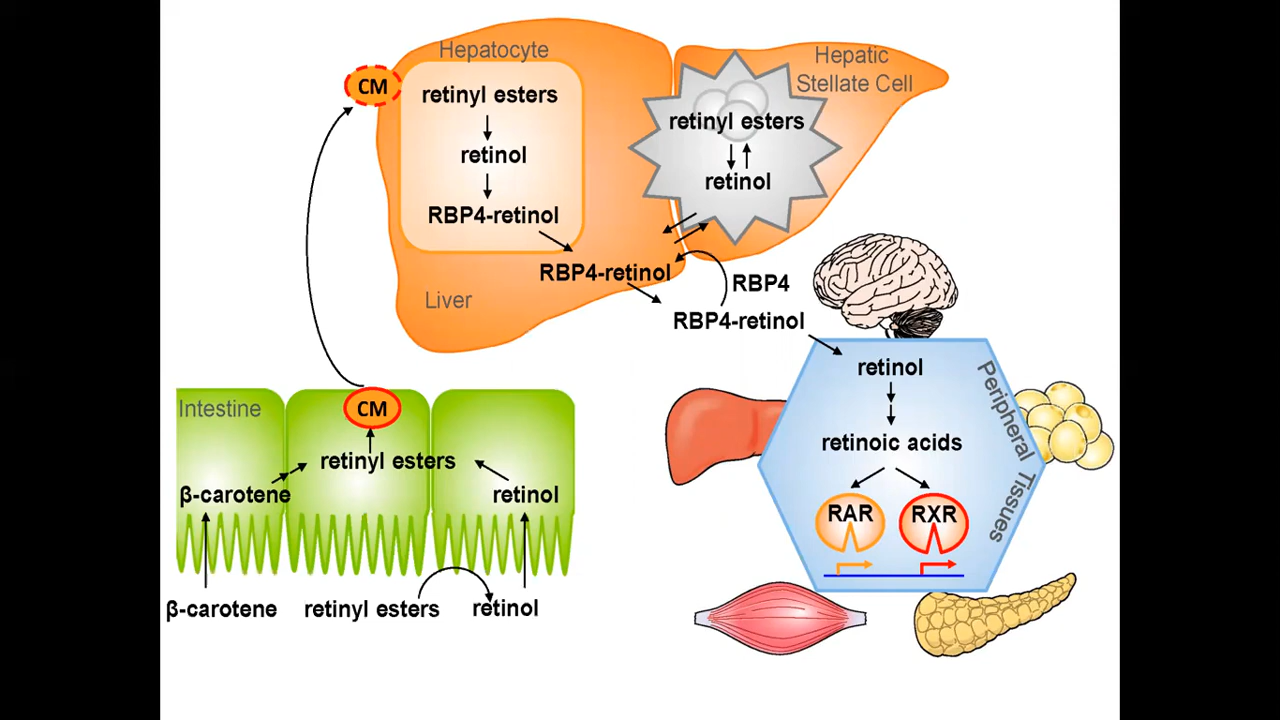 Hepatocyte
CM
retinyl esters
retinol
RBP4-retinol
RBP4-retinol
Liver
Hepatic
Stellate Cell
retinyl esters
retinol
RBP4
RBP4-retinol
Intestine
CM
retinyl esters
β-carotene
retinol
β-carotene
retinyl esters
retinol
retinol
retinoic acids
RAR
RXR
Peripheral Tissues